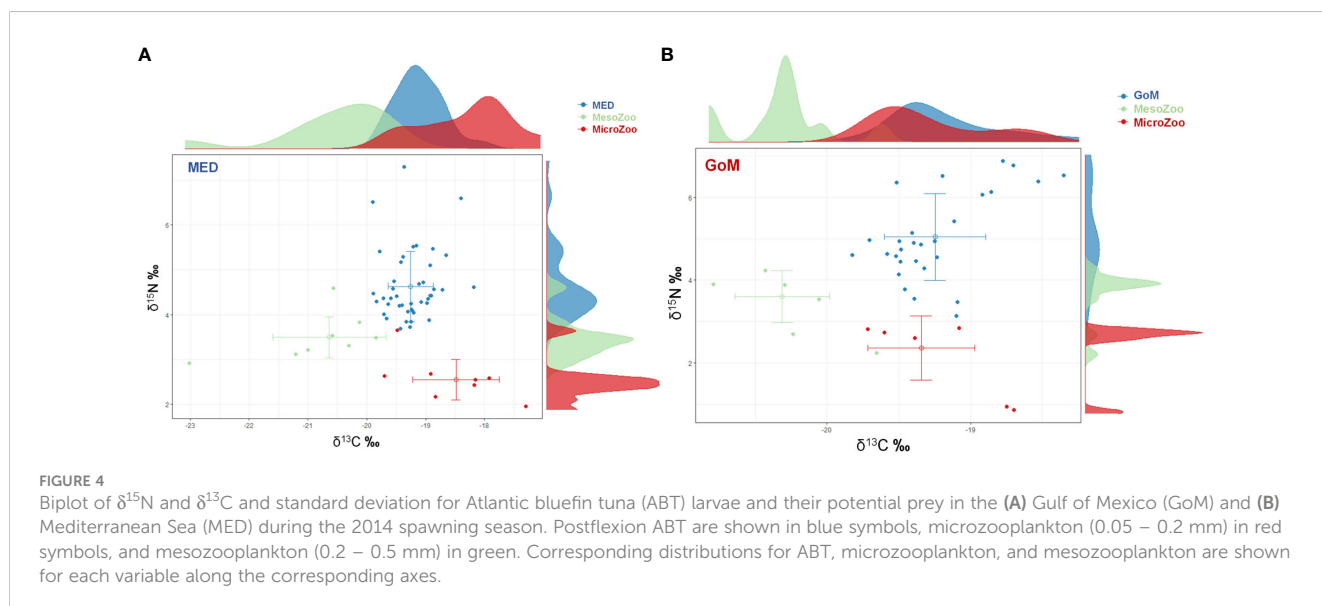 A
B
MED
MesoZoo
MicroZoo
GoM
MesoZoo
MicroZoo
MED
GoM
δ¹⁵N ‰
6
4
2
-23
-22
-21
-20
-19
-18
δ¹³C ‰
δ¹⁵N ‰
6
4
2
-20
-19
δ¹³C ‰
FIGURE 4
Biplot of δ¹⁵N and δ¹³C and standard deviation for Atlantic bluefin tuna (ABT) larvae and their potential prey in the (A) Gulf of Mexico (GoM) and (B)
Mediterranean Sea (MED) during the 2014 spawning season. Postflexion ABT are shown in blue symbols, microzooplankton (0.05 – 0.2 mm) in red
symbols, and mesozooplankton (0.2 – 0.5 mm) in green. Corresponding distributions for ABT, microzooplankton, and mesozooplankton are shown
for each variable along the corresponding axes.